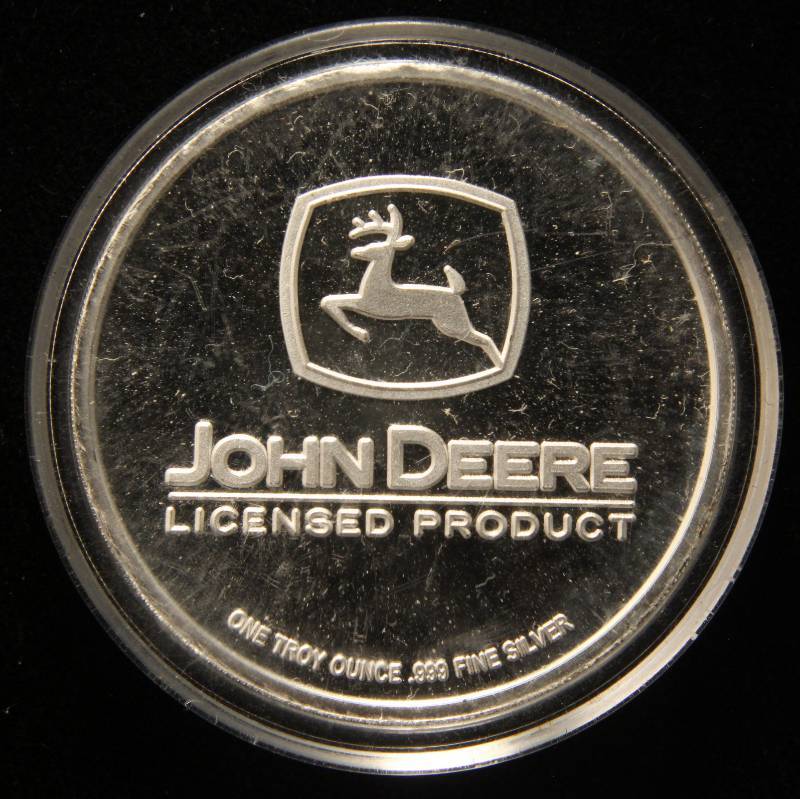 JOHN DEERE
LICENSED PRODUCT
ONE TROY OUNCE .999 FINE SILVER